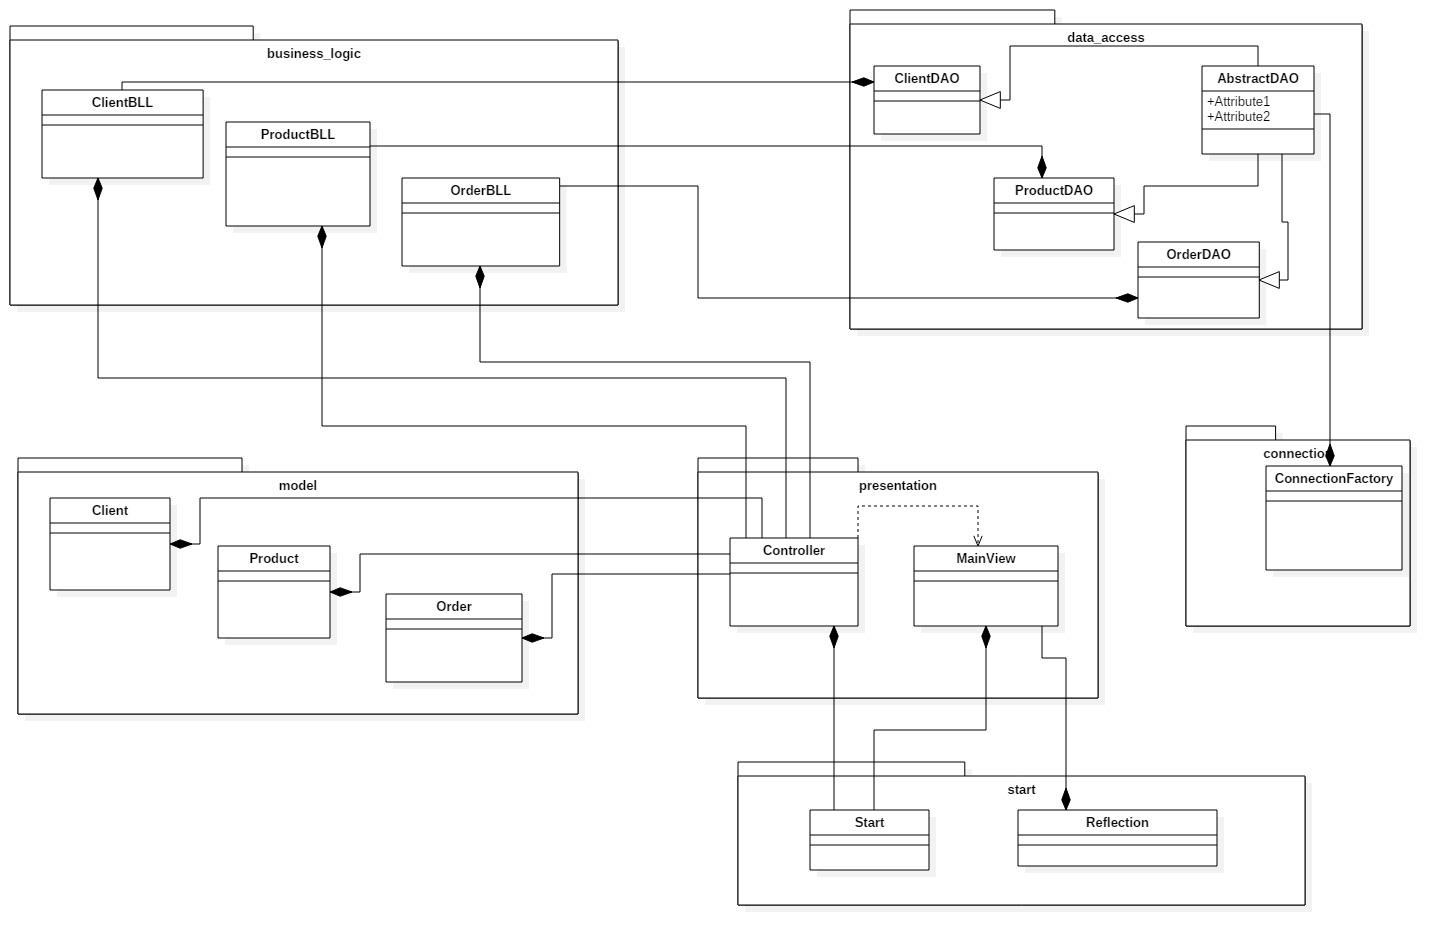 business_logic
ClientBLL
ProductBLL
OrderBLL
data_access
ClientDAO
AbstractDAO
+Attribute1
+Attribute2
ProductDAO
OrderDAO
model
Client
Product
Order
presentation
Controller
MainView
connection
ConnectionFactory
start
Start
Reflection